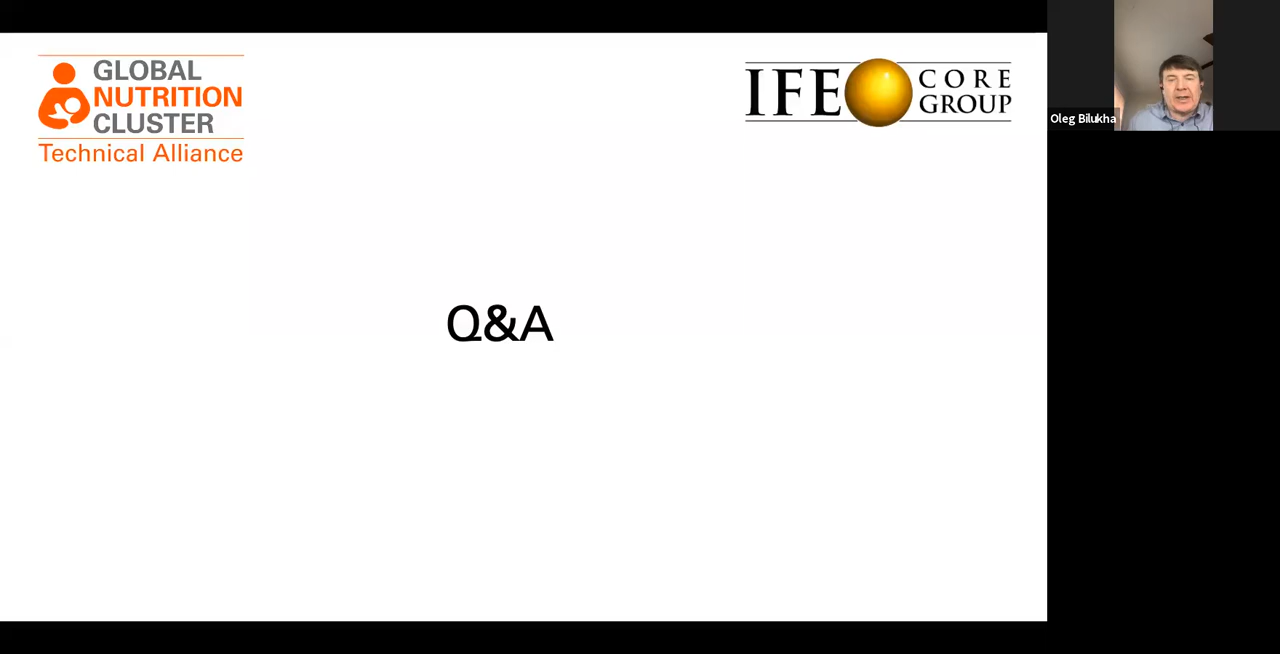 GLOBAL
NUTRITION
CLUSTER
Technical Alliance
IFE CORE
GROUP
Oleg Bilukha
Q&A